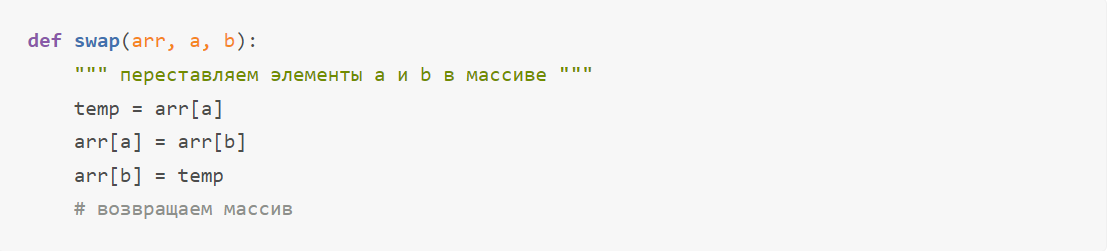 def swap(arr, a, b):
    """ переставляем элементы a и b в массиве """
    temp = arr[a]
    arr[a] = arr[b]
    arr[b] = temp
    # возвращаем массив